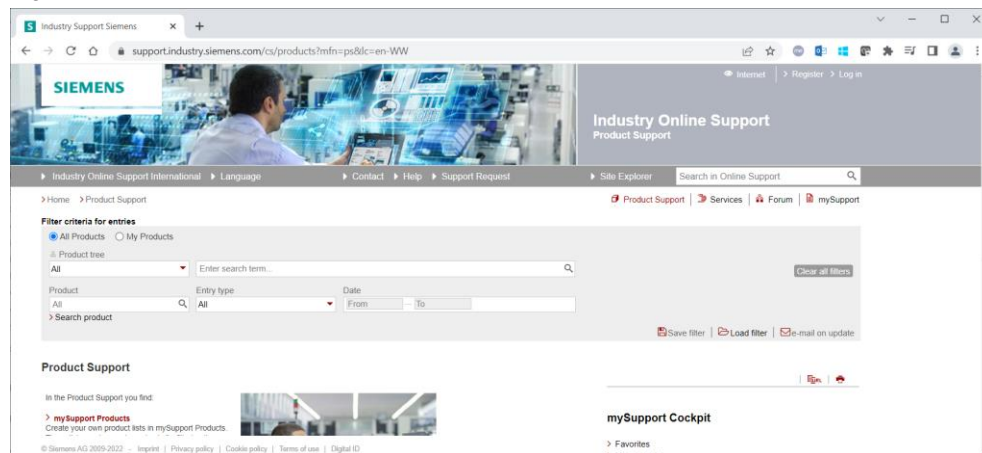 Industry Support Siemens
support.industry.siemens.com/cs/products?mfn=ps&lc=en-WW
SIEMENS
Internet > Register > Log in
Industry Online Support
Product Support
Industry Online Support International Language Contact Help Support Request Site Explorer Search in Online Support
>Home >Product Support Product Support | Services | Forum | mySupport
Filter criteria for entries
All Products My Products
Product tree
All Enter search term... Clear all filters
Product Entry type Date
All All From — To
> Search product
Save filter | Load filter | e-mail on update
Product Support
In the Product Support you find:
> mySupport Products
Create your own product lists in mySupport Products.
mySupport Cockpit
> Favorites
© Siemens AG 2009-2022 - Imprint | Privacy policy | Cookie policy | Terms of use | Digital ID